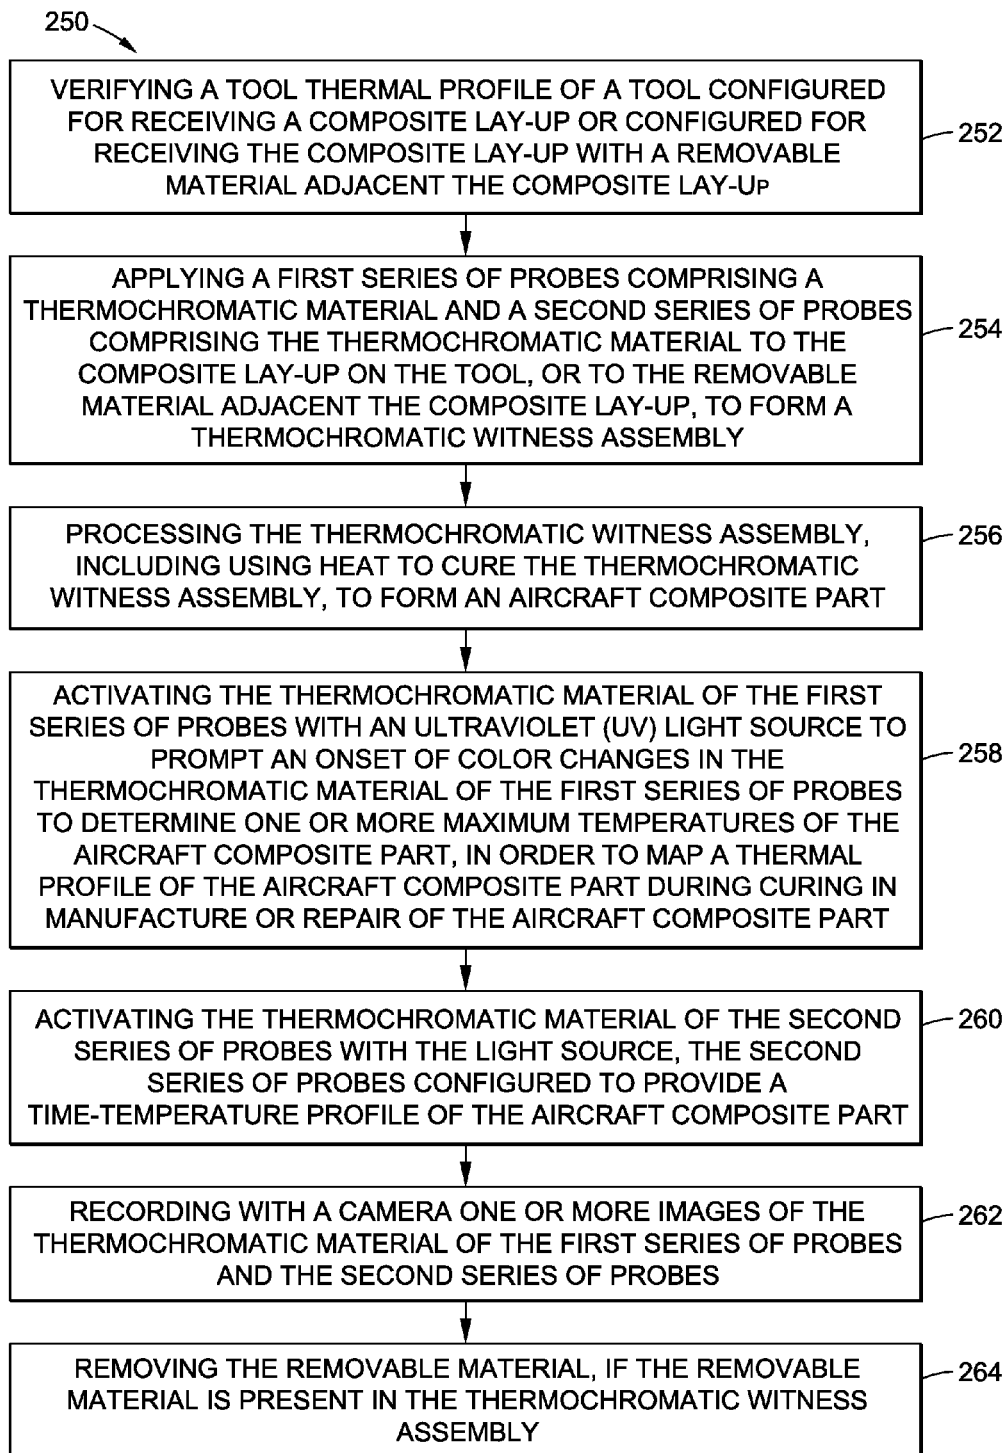 250
VERIFYING A TOOL THERMAL PROFILE OF A TOOL CONFIGURED
FOR RECEIVING A COMPOSITE LAY-UP OR CONFIGURED FOR
RECEIVING THE COMPOSITE LAY-UP WITH A REMOVABLE
MATERIAL ADJACENT THE COMPOSITE LAY-UP
252
APPLYING A FIRST SERIES OF PROBES COMPRISING A
THERMOCHROMATIC MATERIAL AND A SECOND SERIES OF PROBES
COMPRISING THE THERMOCHROMATIC MATERIAL TO THE
COMPOSITE LAY-UP ON THE TOOL, OR TO THE REMOVABLE
MATERIAL ADJACENT THE COMPOSITE LAY-UP, TO FORM A
THERMOCHROMATIC WITNESS ASSEMBLY
254
PROCESSING THE THERMOCHROMATIC WITNESS ASSEMBLY,
INCLUDING USING HEAT TO CURE THE THERMOCHROMATIC
WITNESS ASSEMBLY, TO FORM AN AIRCRAFT COMPOSITE PART
256
ACTIVATING THE THERMOCHROMATIC MATERIAL OF THE FIRST
SERIES OF PROBES WITH AN ULTRAVIOLET (UV) LIGHT SOURCE TO
PROMPT AN ONSET OF COLOR CHANGES IN THE
THERMOCHROMATIC MATERIAL OF THE FIRST SERIES OF PROBES
TO DETERMINE ONE OR MORE MAXIMUM TEMPERATURES OF THE
AIRCRAFT COMPOSITE PART, IN ORDER TO MAP A THERMAL
PROFILE OF THE AIRCRAFT COMPOSITE PART DURING CURING IN
MANUFACTURE OR REPAIR OF THE AIRCRAFT COMPOSITE PART
258
ACTIVATING THE THERMOCHROMATIC MATERIAL OF THE SECOND
SERIES OF PROBES WITH THE LIGHT SOURCE, THE SECOND
SERIES OF PROBES CONFIGURED TO PROVIDE A
TIME-TEMPERATURE PROFILE OF THE AIRCRAFT COMPOSITE PART
260
RECORDING WITH A CAMERA ONE OR MORE IMAGES OF THE
THERMOCHROMATIC MATERIAL OF THE FIRST SERIES OF PROBES
AND THE SECOND SERIES OF PROBES
262
REMOVING THE REMOVABLE MATERIAL, IF THE REMOVABLE
MATERIAL IS PRESENT IN THE THERMOCHROMATIC WITNESS
ASSEMBLY
264